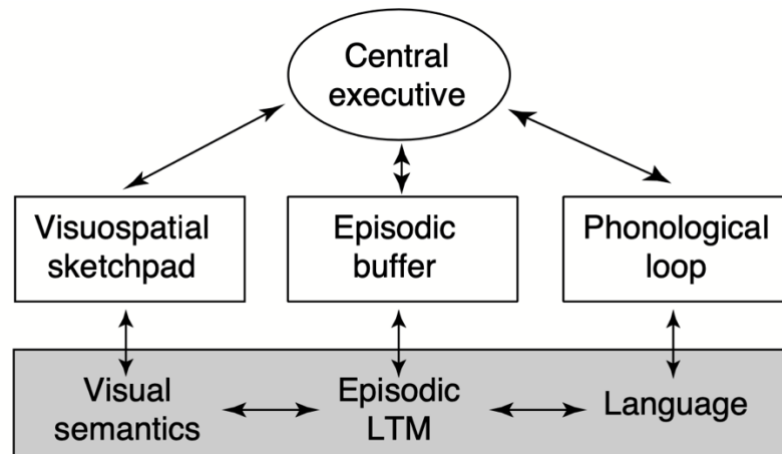 Central
executive
Visuospatial
sketchpad
Episodic
buffer
Phonological
loop
Visual
semantics
Episodic
LTM
Language